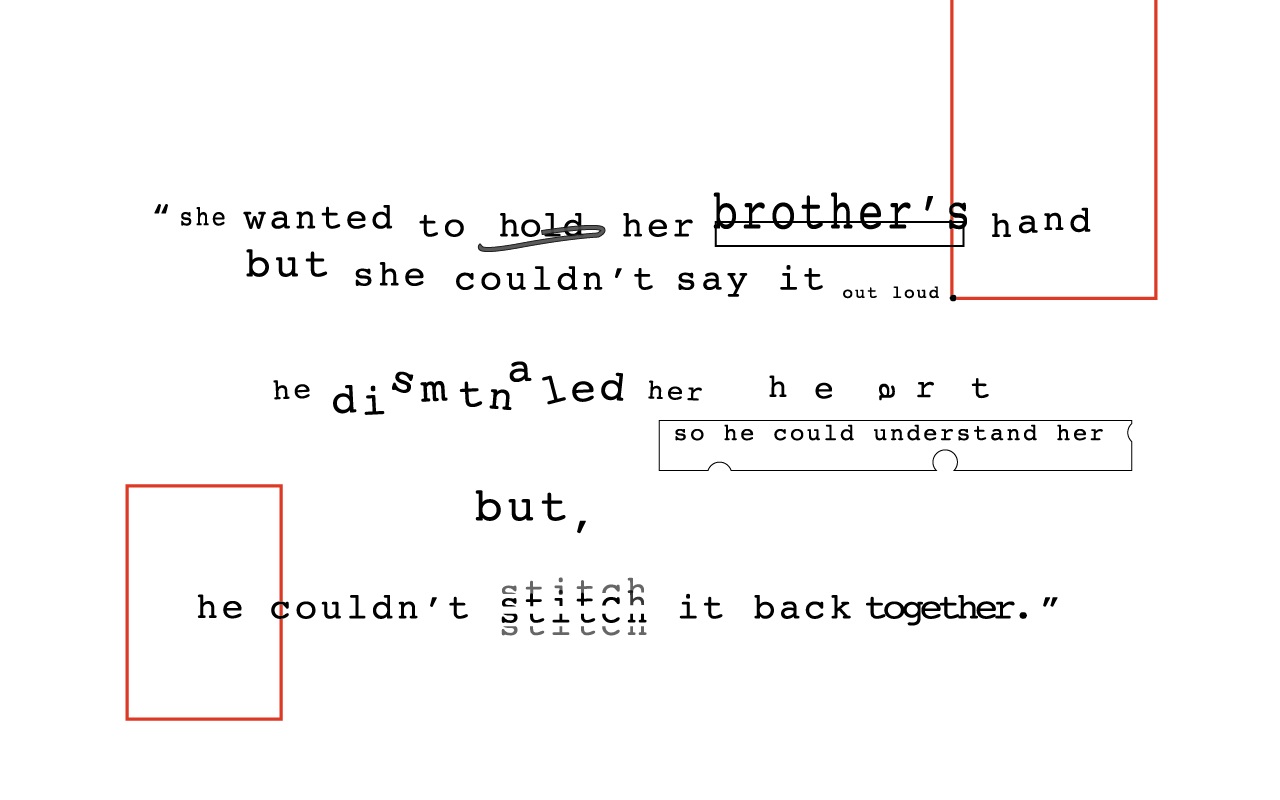 “she wanted to hold her brother’s hand
but she couldn’t say it out loud
he dismtnaled her heart
so he could understand her
but,
he couldn’t stitch it back together.”